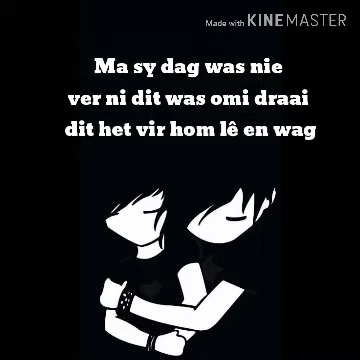 Made with KINEMASTER
Ma sy dag was nie
ver ni dit was omi draai
dit het vir hom lê en wag